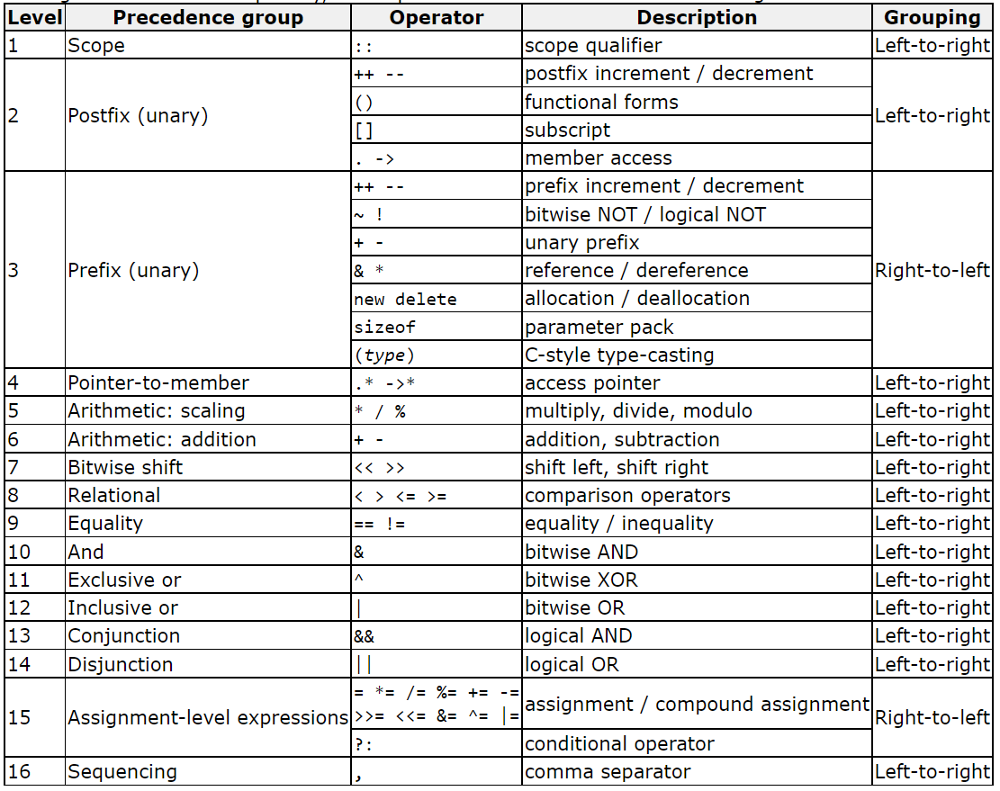 Level Precedence group Operator Description Grouping
1 Scope :: scope qualifier Left-to-right
2 Postfix (unary) ++ -- postfix increment / decrement Left-to-right
() functional forms
[] subscript
. -> member access
3 Prefix (unary) ++ -- prefix increment / decrement Right-to-left
~ ! bitwise NOT / logical NOT
+ - unary prefix
& * reference / dereference
new delete allocation / deallocation
sizeof parameter pack
(type) C-style type-casting
4 Pointer-to-member .* ->* access pointer Left-to-right
5 Arithmetic: scaling * / % multiply, divide, modulo Left-to-right
6 Arithmetic: addition + - addition, subtraction Left-to-right
7 Bitwise shift << >> shift left, shift right Left-to-right
8 Relational < > <= >= comparison operators Left-to-right
9 Equality == != equality / inequality Left-to-right
10 And & bitwise AND Left-to-right
11 Exclusive or ^ bitwise XOR Left-to-right
12 Inclusive or | bitwise OR Left-to-right
13 Conjunction && logical AND Left-to-right
14 Disjunction || logical OR Left-to-right
15 Assignment-level expressions = *= /= %= += -= assignment / compound assignment Right-to-left
>>= <<= &= ^= |=
?: conditional operator
16 Sequencing , comma separator Left-to-right